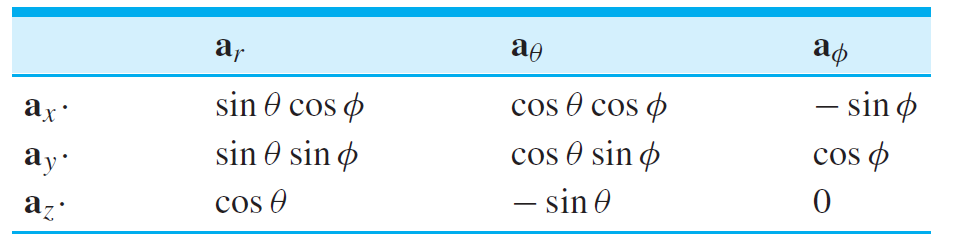 a_r a_θ a_ϕ
a_x· sin θ cos ϕ cos θ cos ϕ − sin ϕ
a_y· sin θ sin ϕ cos θ sin ϕ cos ϕ
a_z· cos θ − sin θ 0